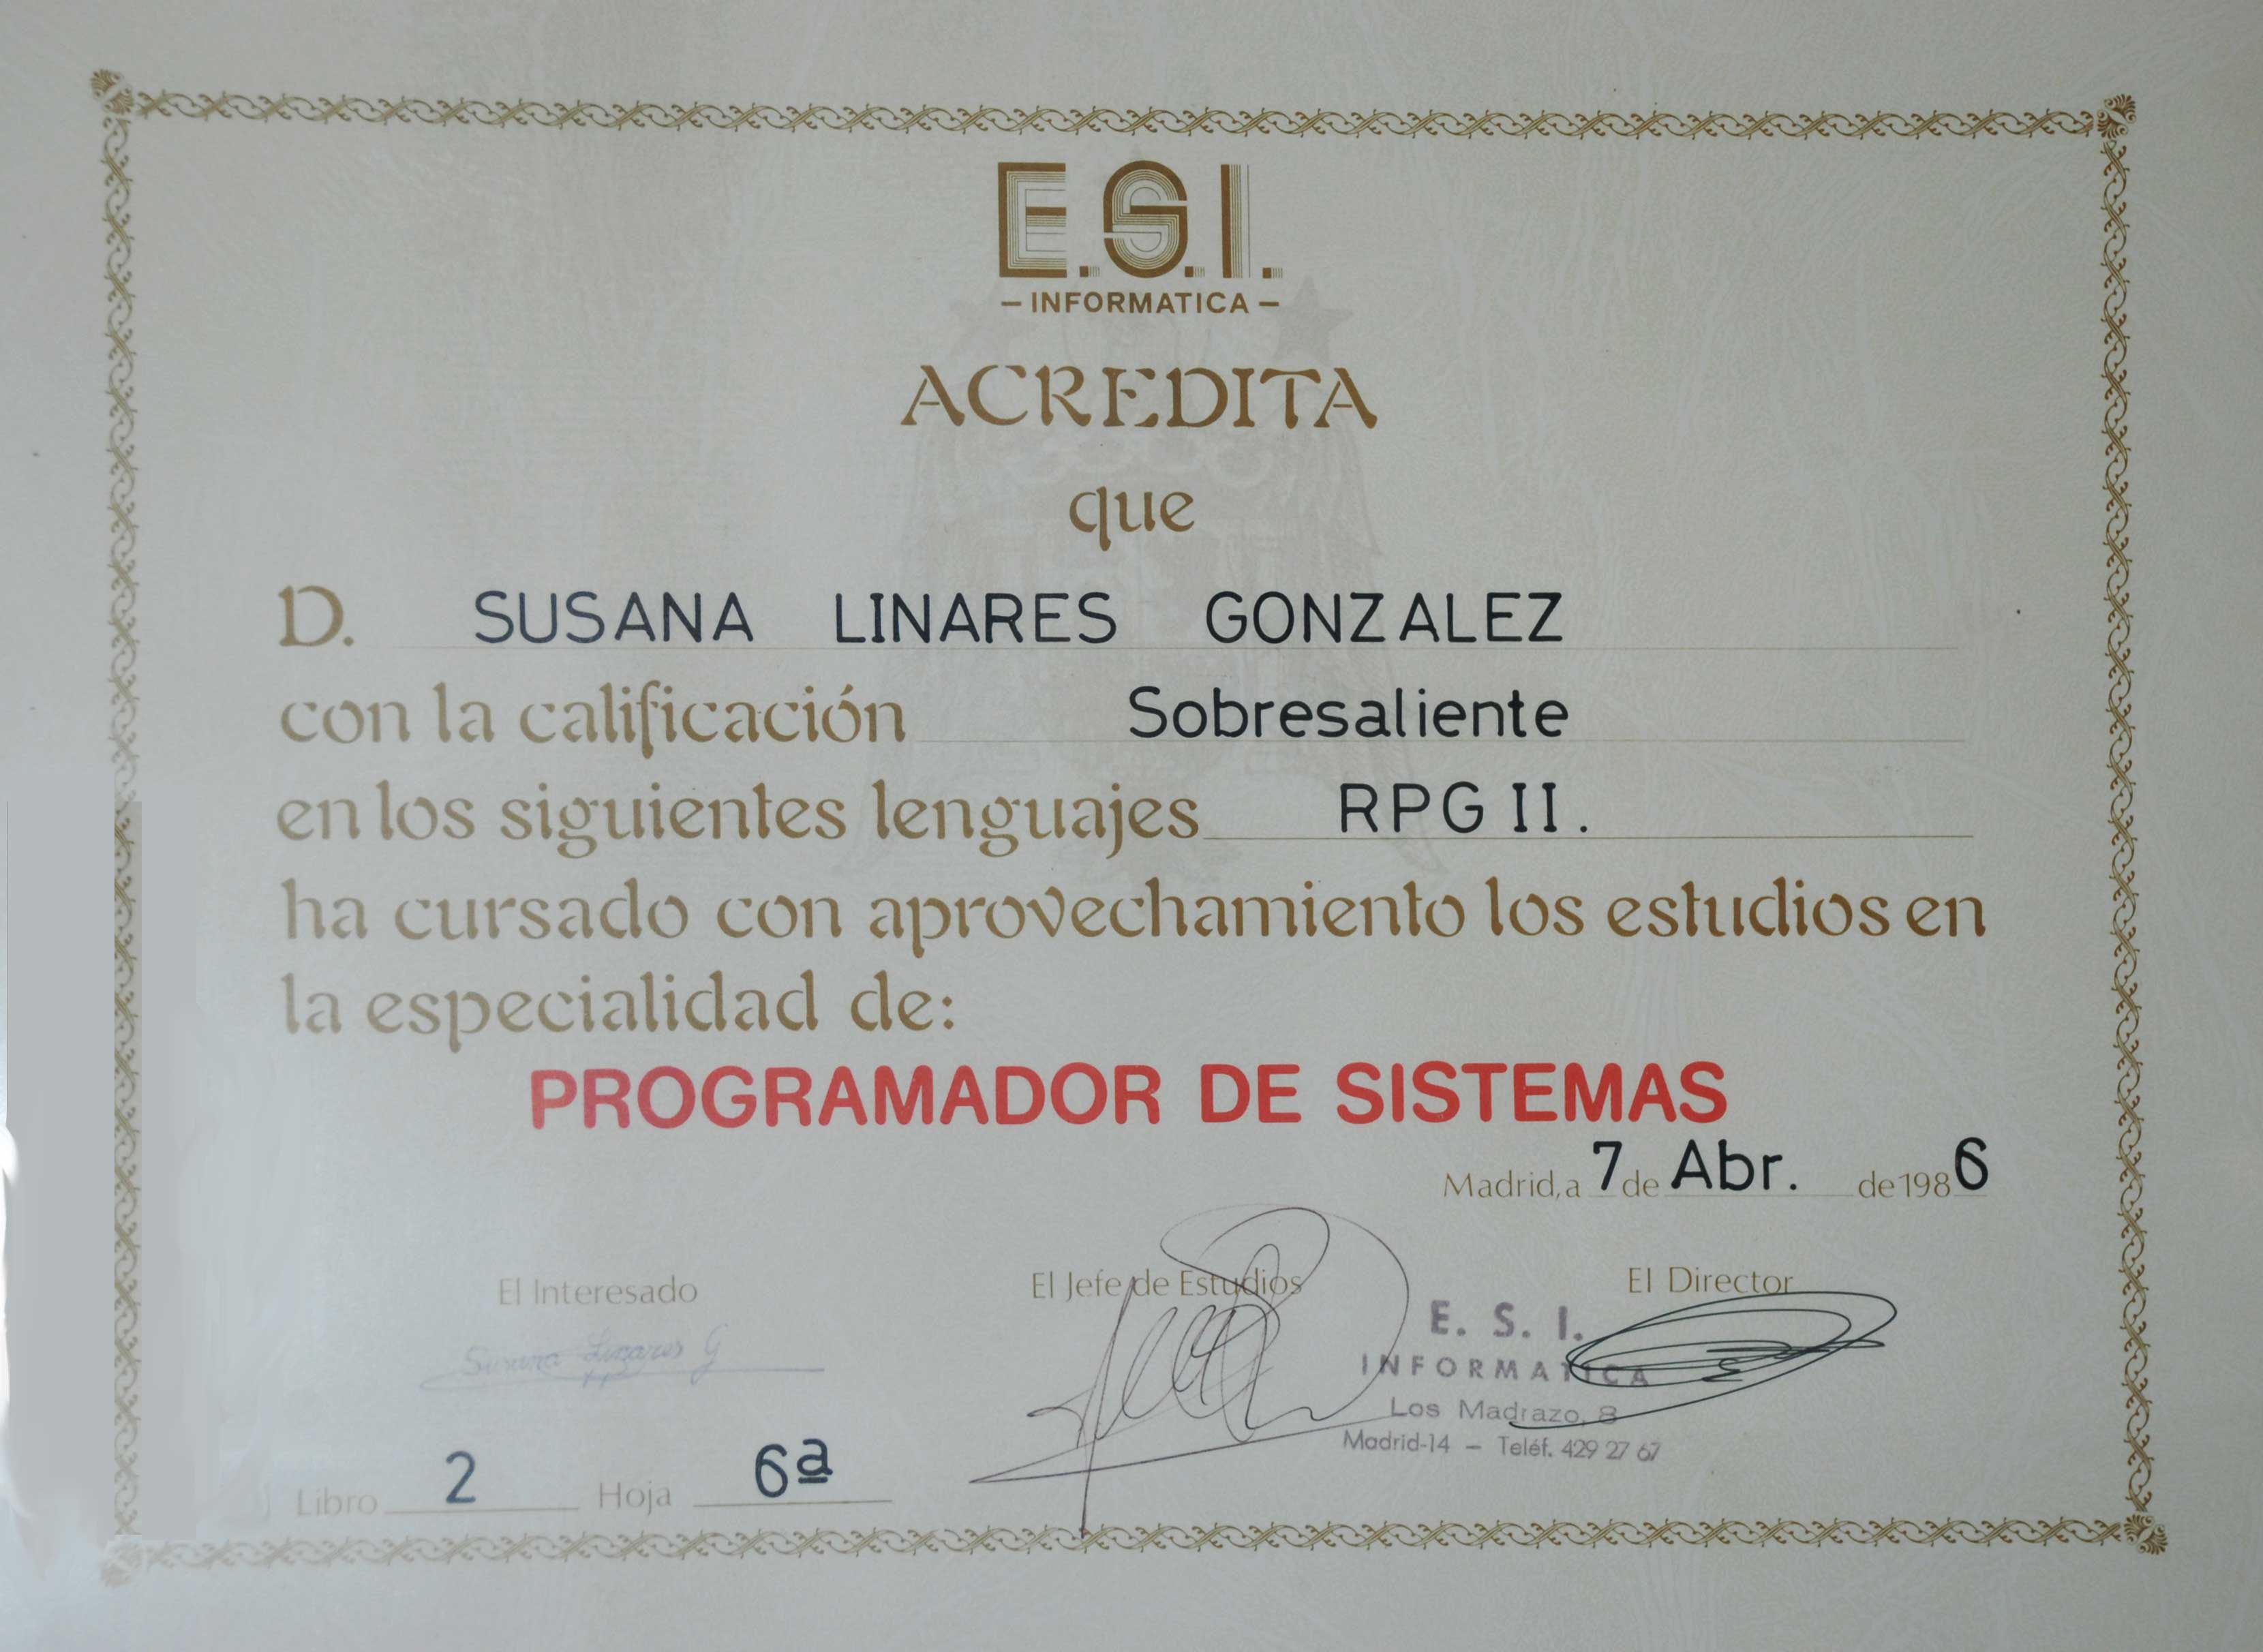 E.S.I.
– INFORMATICA –
ACREDITA
que
D. SUSANA LINARES GONZALEZ
con la calificación Sobresaliente
en los siguientes lenguajes RPG II.
ha cursado con aprovechamiento los estudios en
la especialidad de:
PROGRAMADOR DE SISTEMAS
Madrid, a 7 de Abr. de 1986
El Interesado El Jefe de Estudios El Director
Susana Linares G
E. S. I.
INFORMATICA
Los Madrazo, 8
Madrid-14 – Teléf. 429 27 67
Libro 2 Hoja 6ª